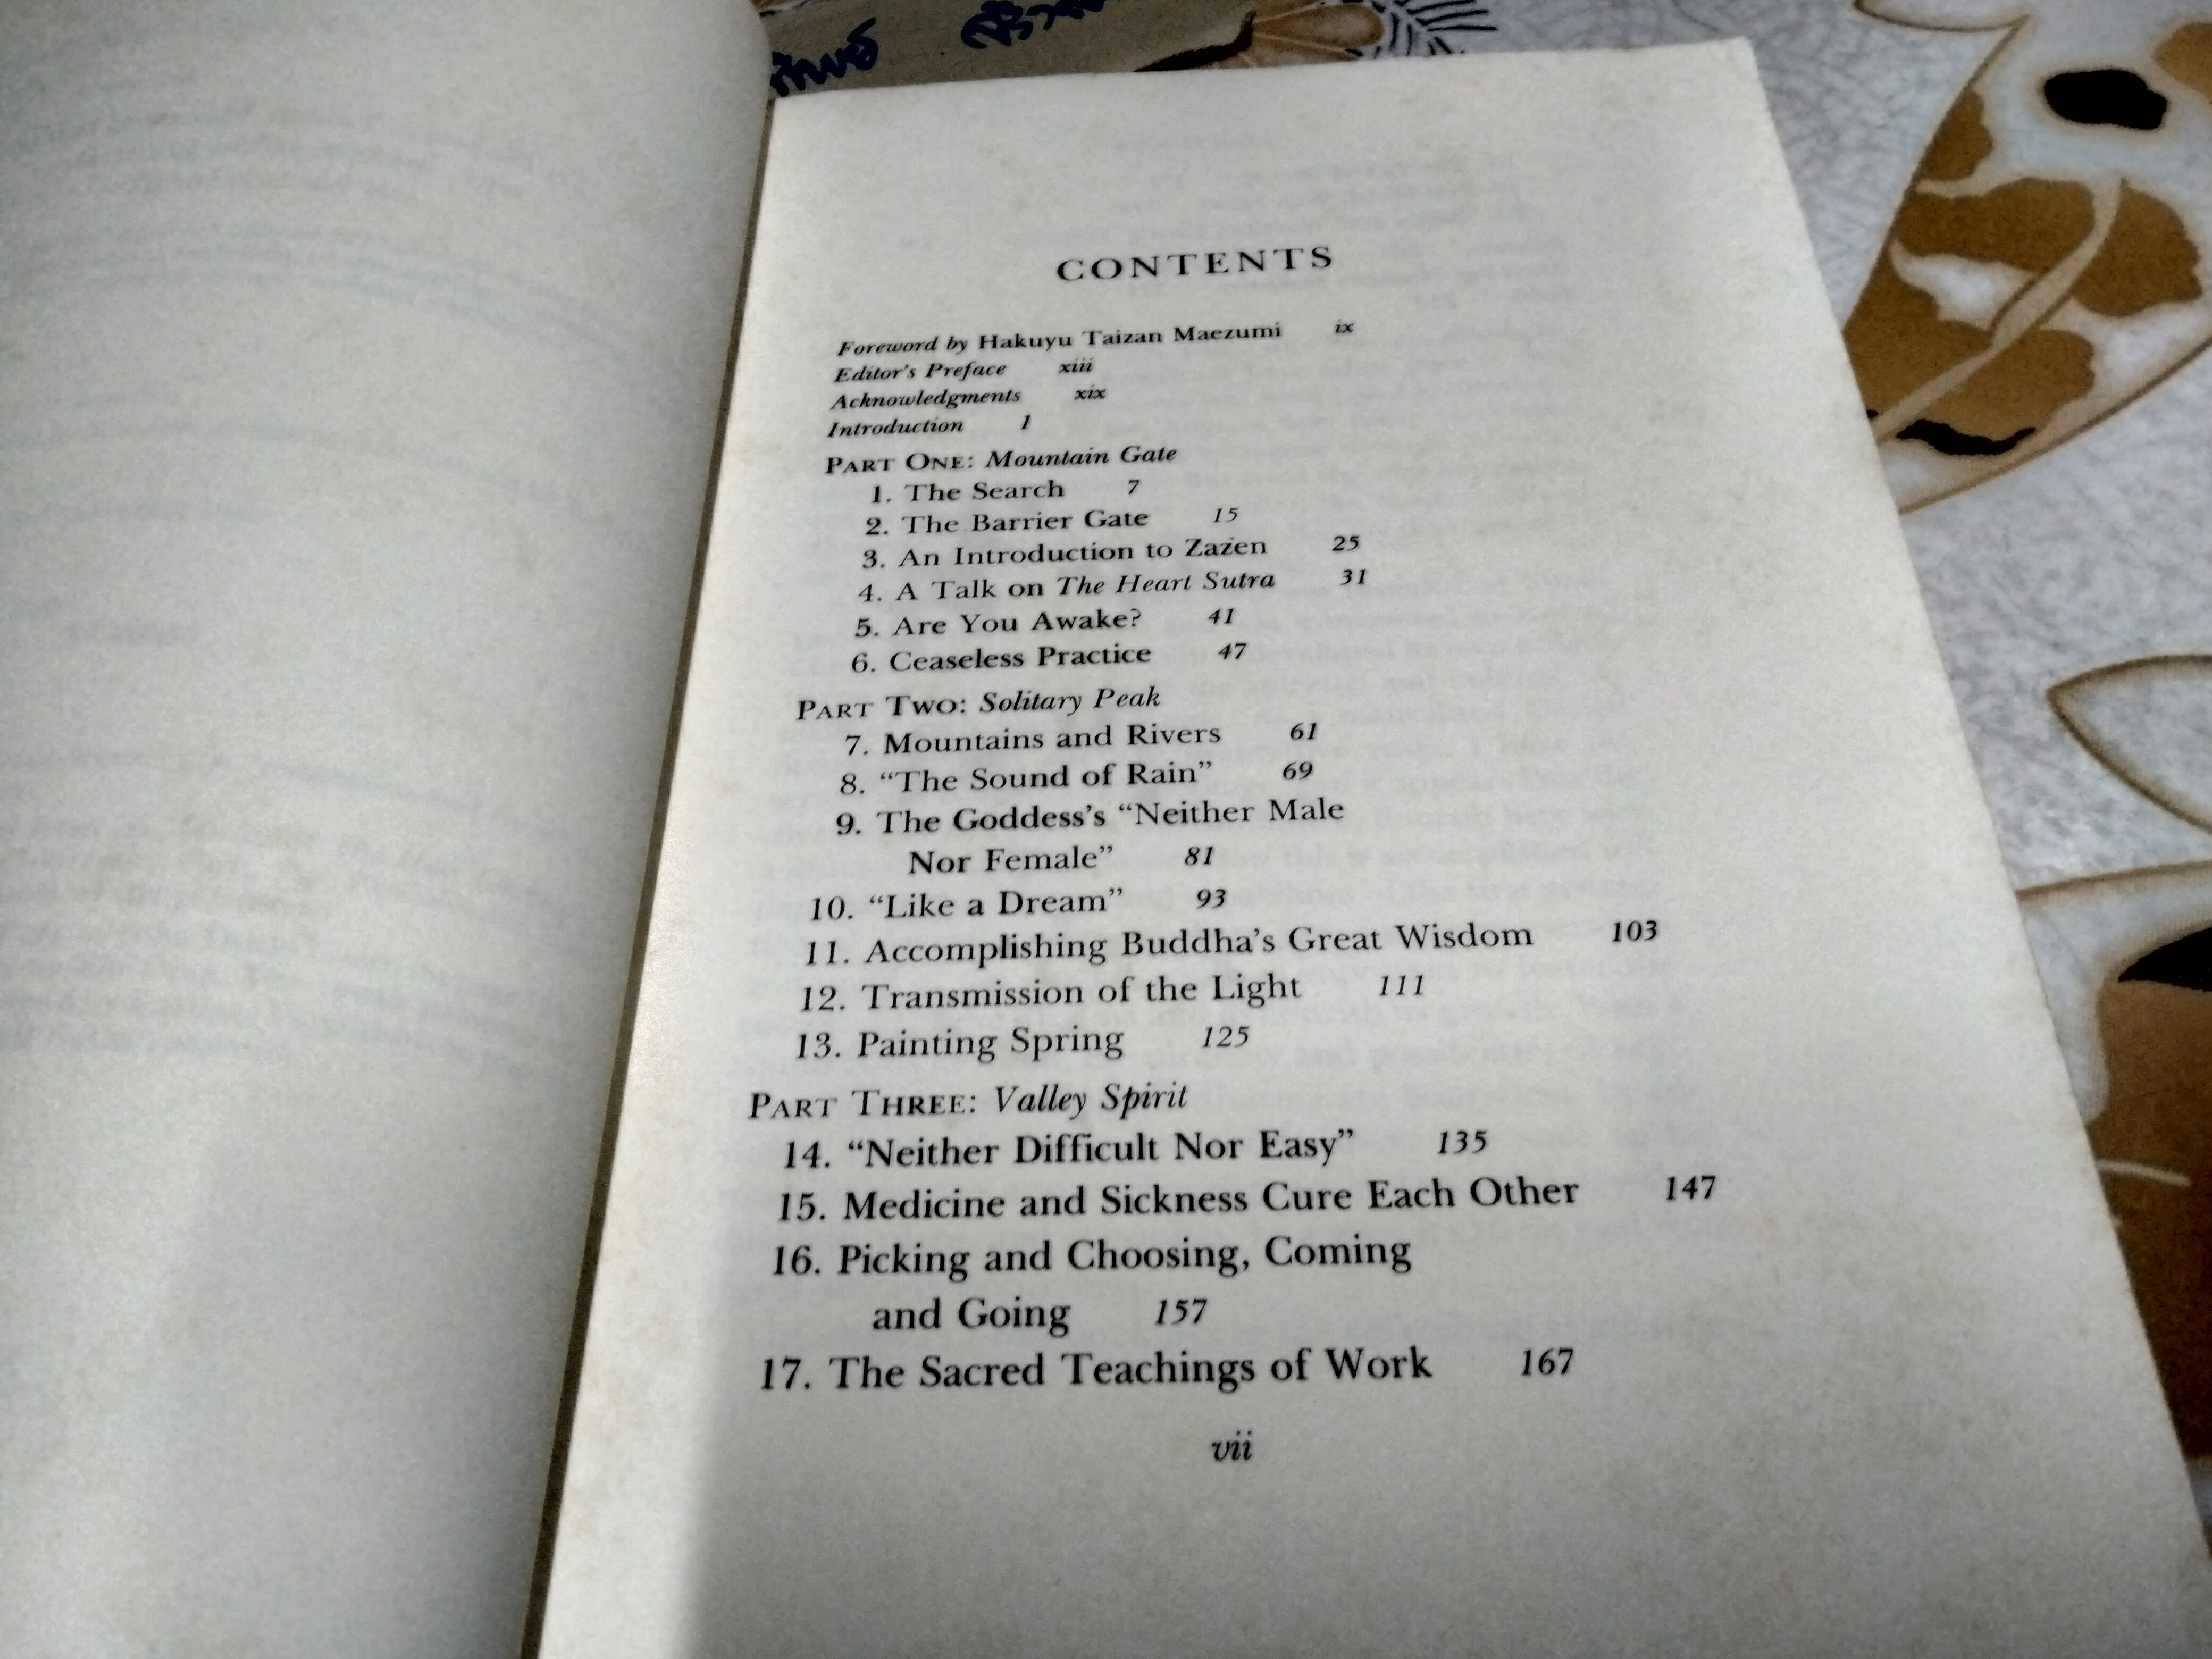 CONTENTS
Foreword by Hakuyu Taizan Maezumi ix
Editor's Preface xiii
Acknowledgments xix
Introduction 1
PART ONE: Mountain Gate
1. The Search 7
2. The Barrier Gate 15
3. An Introduction to Zazen 25
4. A Talk on The Heart Sutra 31
5. Are You Awake? 41
6. Ceaseless Practice 47
PART TWO: Solitary Peak
7. Mountains and Rivers 61
8. “The Sound of Rain” 69
9. The Goddess's “Neither Male
Nor Female” 81
10. “Like a Dream” 93
11. Accomplishing Buddha's Great Wisdom 103
12. Transmission of the Light 111
13. Painting Spring 125
PART THREE: Valley Spirit
14. “Neither Difficult Nor Easy” 135
15. Medicine and Sickness Cure Each Other 147
16. Picking and Choosing, Coming
and Going 157
17. The Sacred Teachings of Work 167
vii